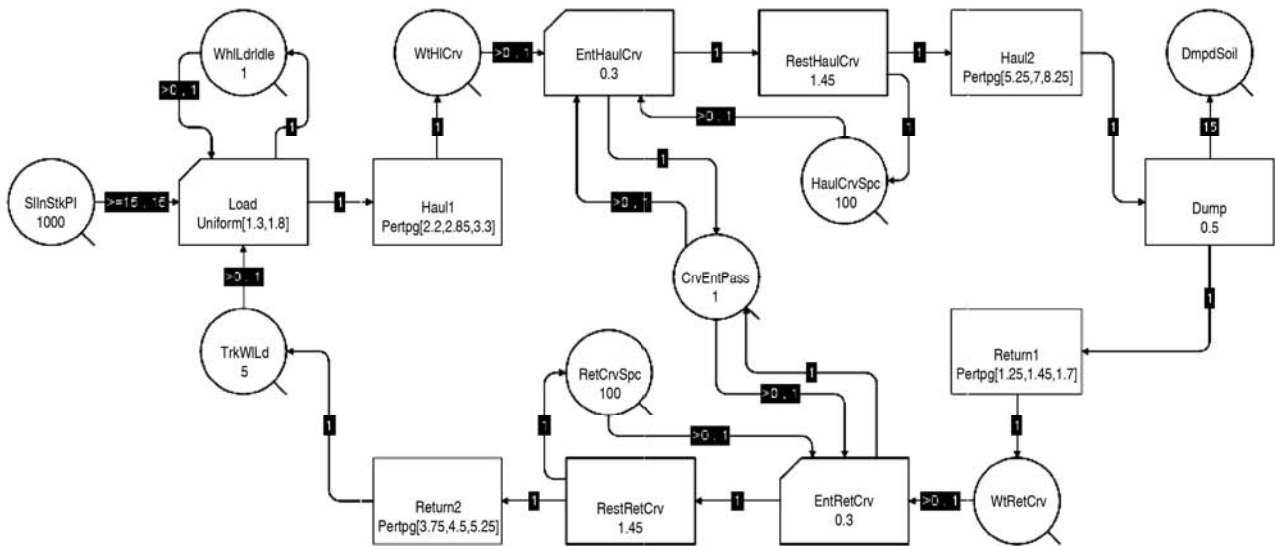 WhlLdrIdle
1
>0 , 1
1
SlInStkPl
1000
>=15 , 15
Load
Uniform[1.3,1.8]
1
Haul1
Pertpg[2.2,2.85,3.3]
1
WtHlCrv
>0 , 1
EntHaulCrv
0.3
1
RestHaulCrv
1.45
1
Haul2
Pertpg[5.25,7,8.25]
1
DmpdSoil
15
Dump
0.5
>0 , 1
1
HaulCrvSpc
100
1
>0 , 1
CrvEntPass
1
>0 , 1
TrkWlLd
5
1
Return1
Pertpg[1.25,1.45,1.7]
RetCrvSpc
100
1
>0 , 1
1
1
>0 , 1
1
Return2
Pertpg[3.75,4.5,5.25]
1
RestRetCrv
1.45
1
EntRetCrv
0.3
>0 , 1
WtRetCrv